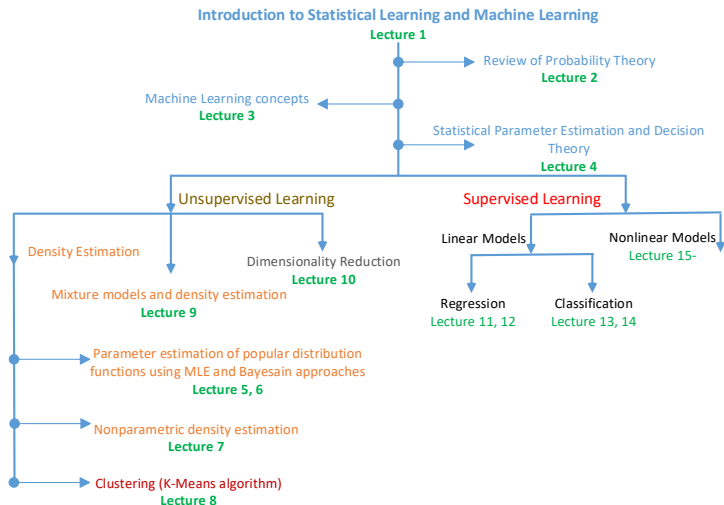 Introduction to Statistical Learning and Machine Learning
Lecture 1
Review of Probability Theory
Lecture 2
Machine Learning concepts
Lecture 3
Statistical Parameter Estimation and Decision
Theory
Lecture 4
Unsupervised Learning
Supervised Learning
Density Estimation
Mixture models and density estimation
Lecture 9
Dimensionality Reduction
Lecture 10
Linear Models
Nonlinear Models
Lecture 15-
Regression
Lecture 11, 12
Classification
Lecture 13, 14
Parameter estimation of popular distribution
functions using MLE and Bayesain approaches
Lecture 5, 6
Nonparametric density estimation
Lecture 7
Clustering (K-Means algorithm)
Lecture 8